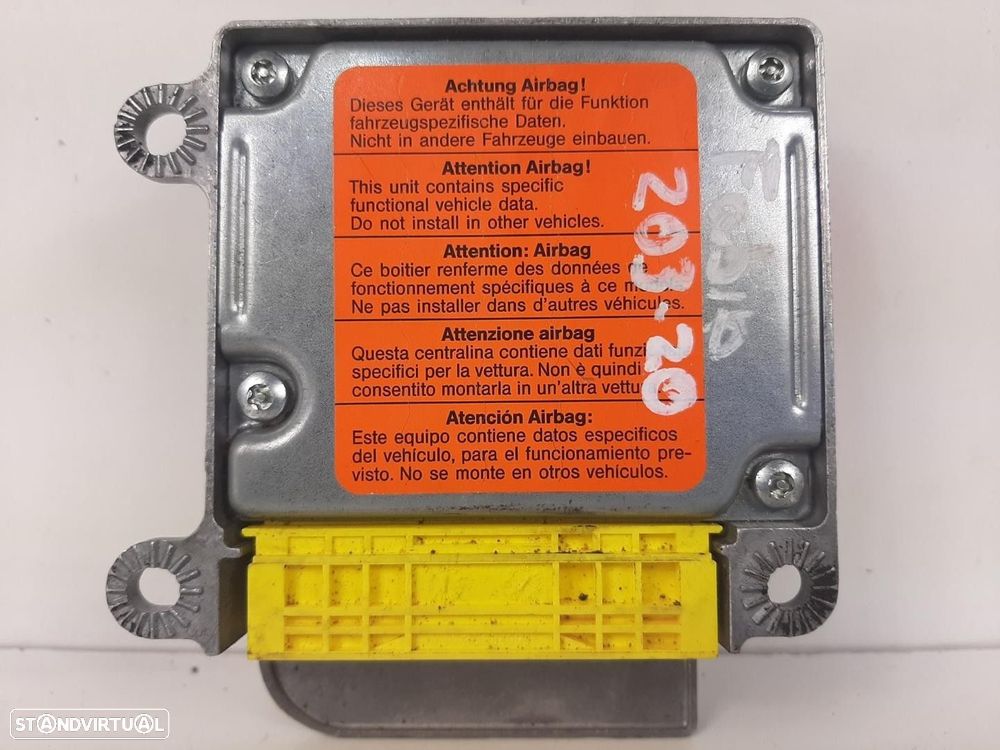 Achtung Airbag!
Dieses Gerät enthält für die Funktion
fahrzeugspezifische Daten.
Nicht in andere Fahrzeuge einbauen.
Attention Airbag!
This unit contains specific
functional vehicle data.
Do not install in other vehicles.
Attention: Airbag
Ce boitier renferme des données de
fonctionnement spécifiques à ce
Ne pas installer dans d'autres véhicules.
Attenzione airbag
Questa centralina contiene dati
specifici per la vettura. Non è quindi
consentito montarla in un'altra
Atención Airbag:
Este equipo contiene datos especificos
del vehículo, para el funcionamiento pre-
visto. No se monte en otros vehículos.
203-20
STANDVIRTUAL